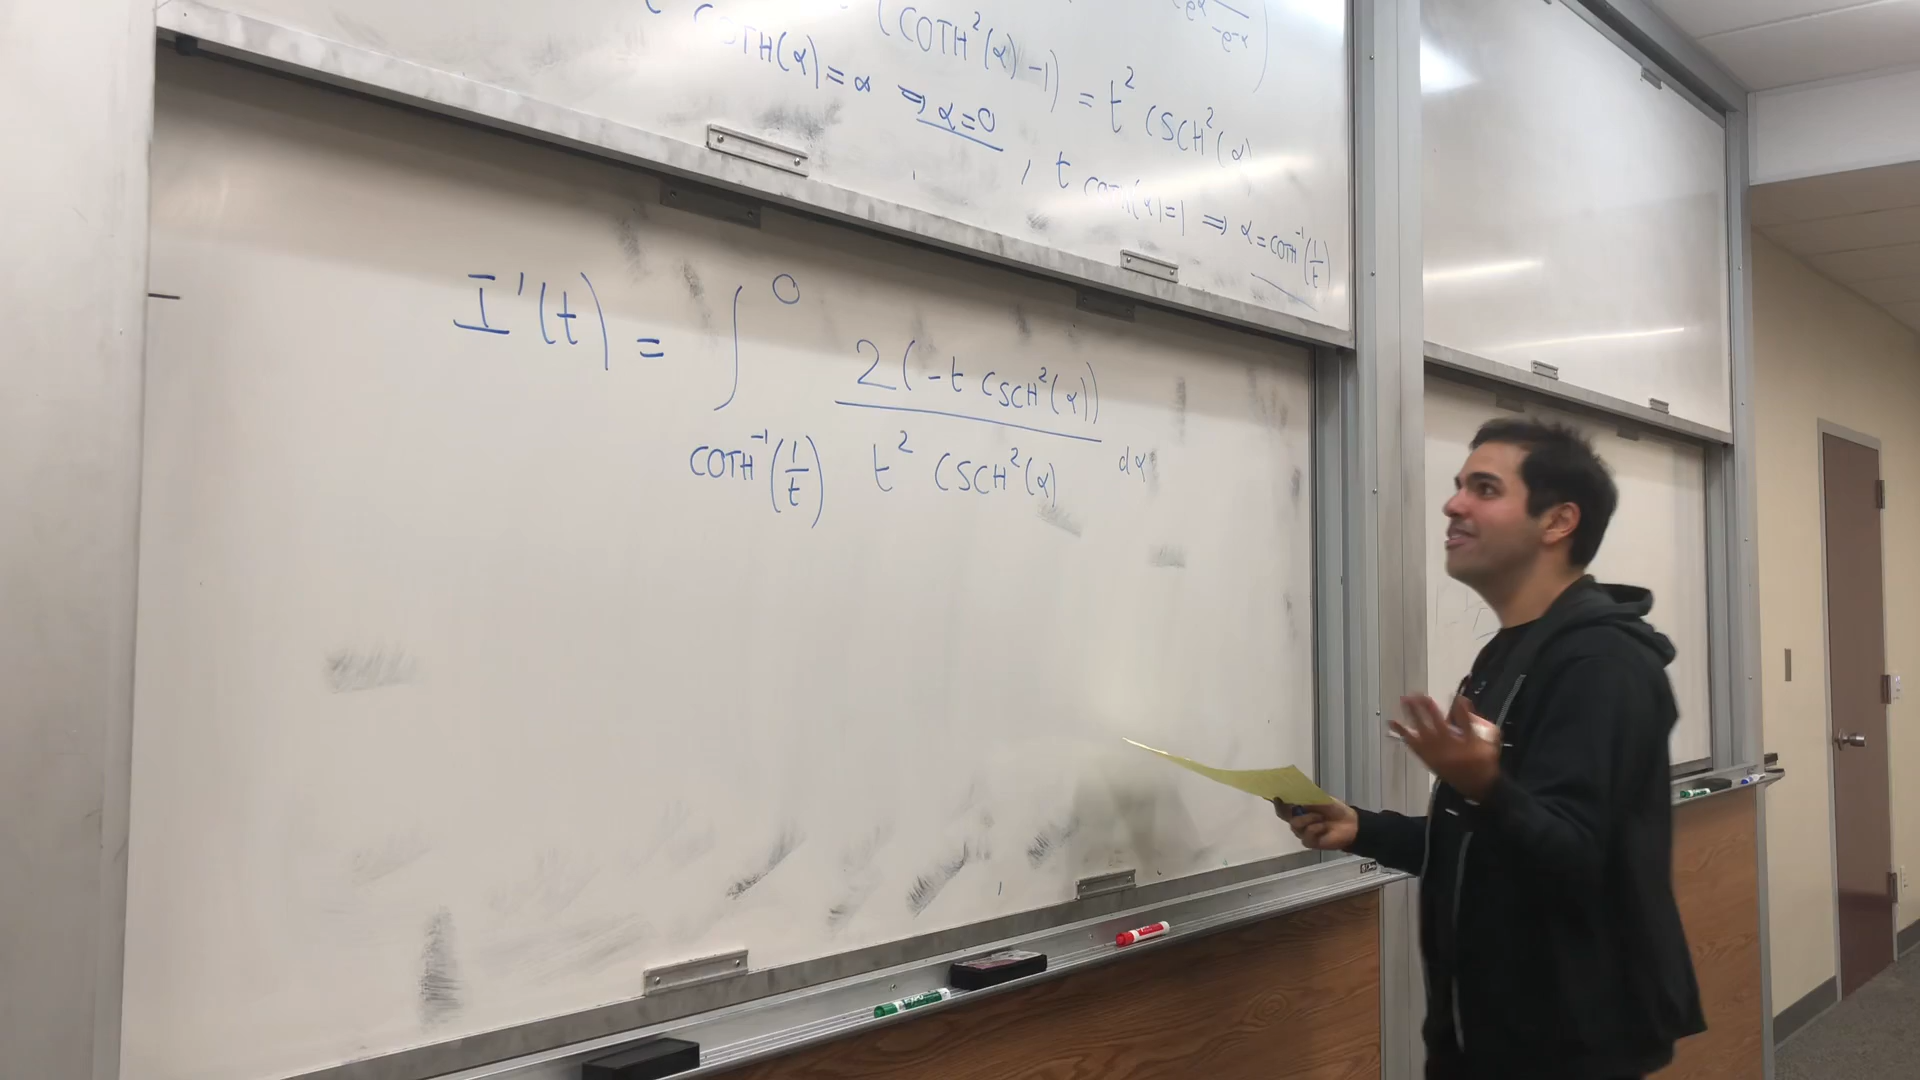 (COTH²(α)-1) = t² CSCH²(α)
COTH(α)=∝ ⇒ α=0 , t COTH(α)=1 ⇒ α=COTH⁻¹(1/t)
I'(t) = ∫_{COTH⁻¹(1/t)}^{0} 2(-t CSCH²(α)) / t² CSCH²(α) dα